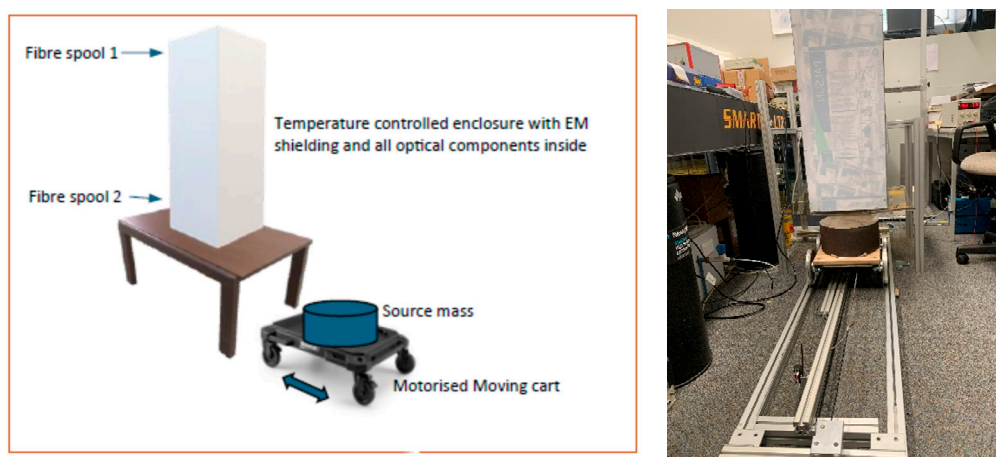 Fibre spool 1
Temperature controlled enclosure with EM
shielding and all optical components inside
Fibre spool 2
Source mass
Motorised Moving cart
SMAR